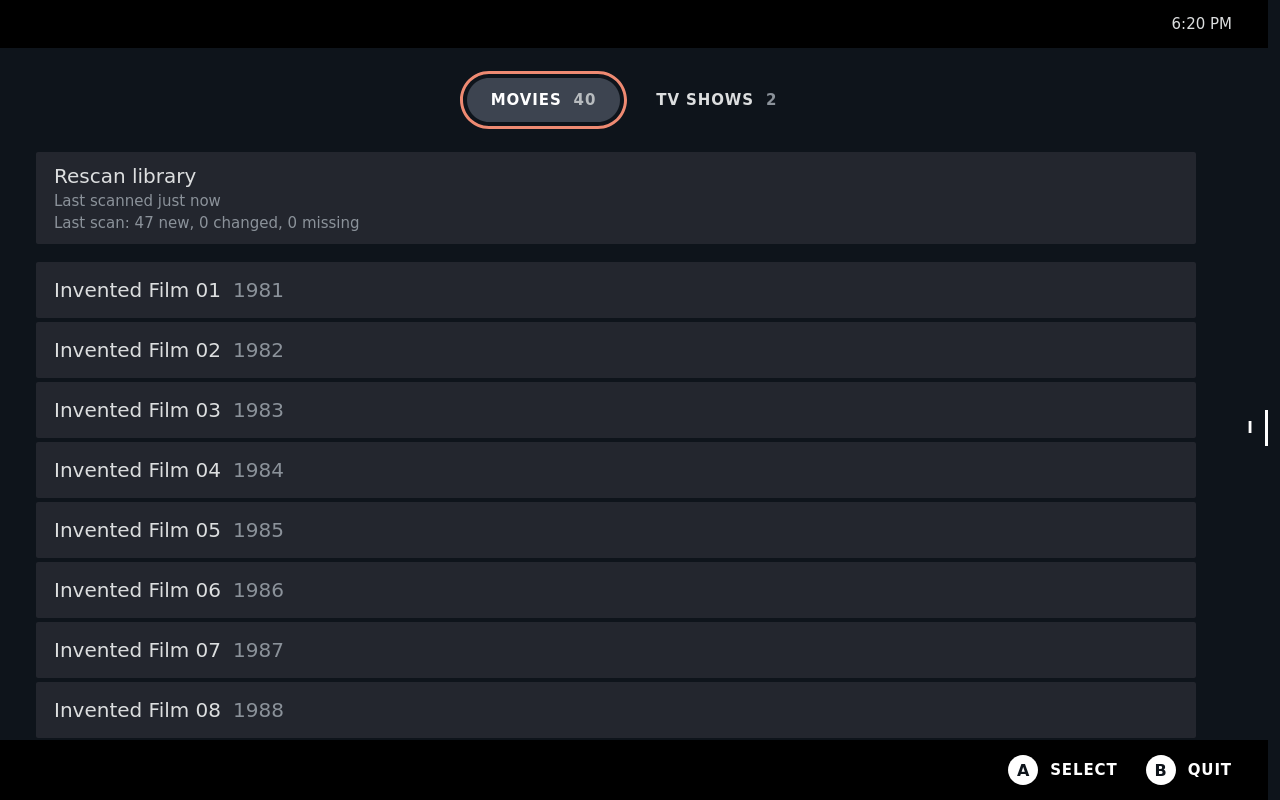 6:20 PM
MOVIES 40 TV SHOWS 2
Rescan library
Last scanned just now
Last scan: 47 new, 0 changed, 0 missing
Invented Film 01 1981
Invented Film 02 1982
Invented Film 03 1983
Invented Film 04 1984
I
Invented Film 05 1985
Invented Film 06 1986
Invented Film 07 1987
Invented Film 08 1988
A SELECT B QUIT